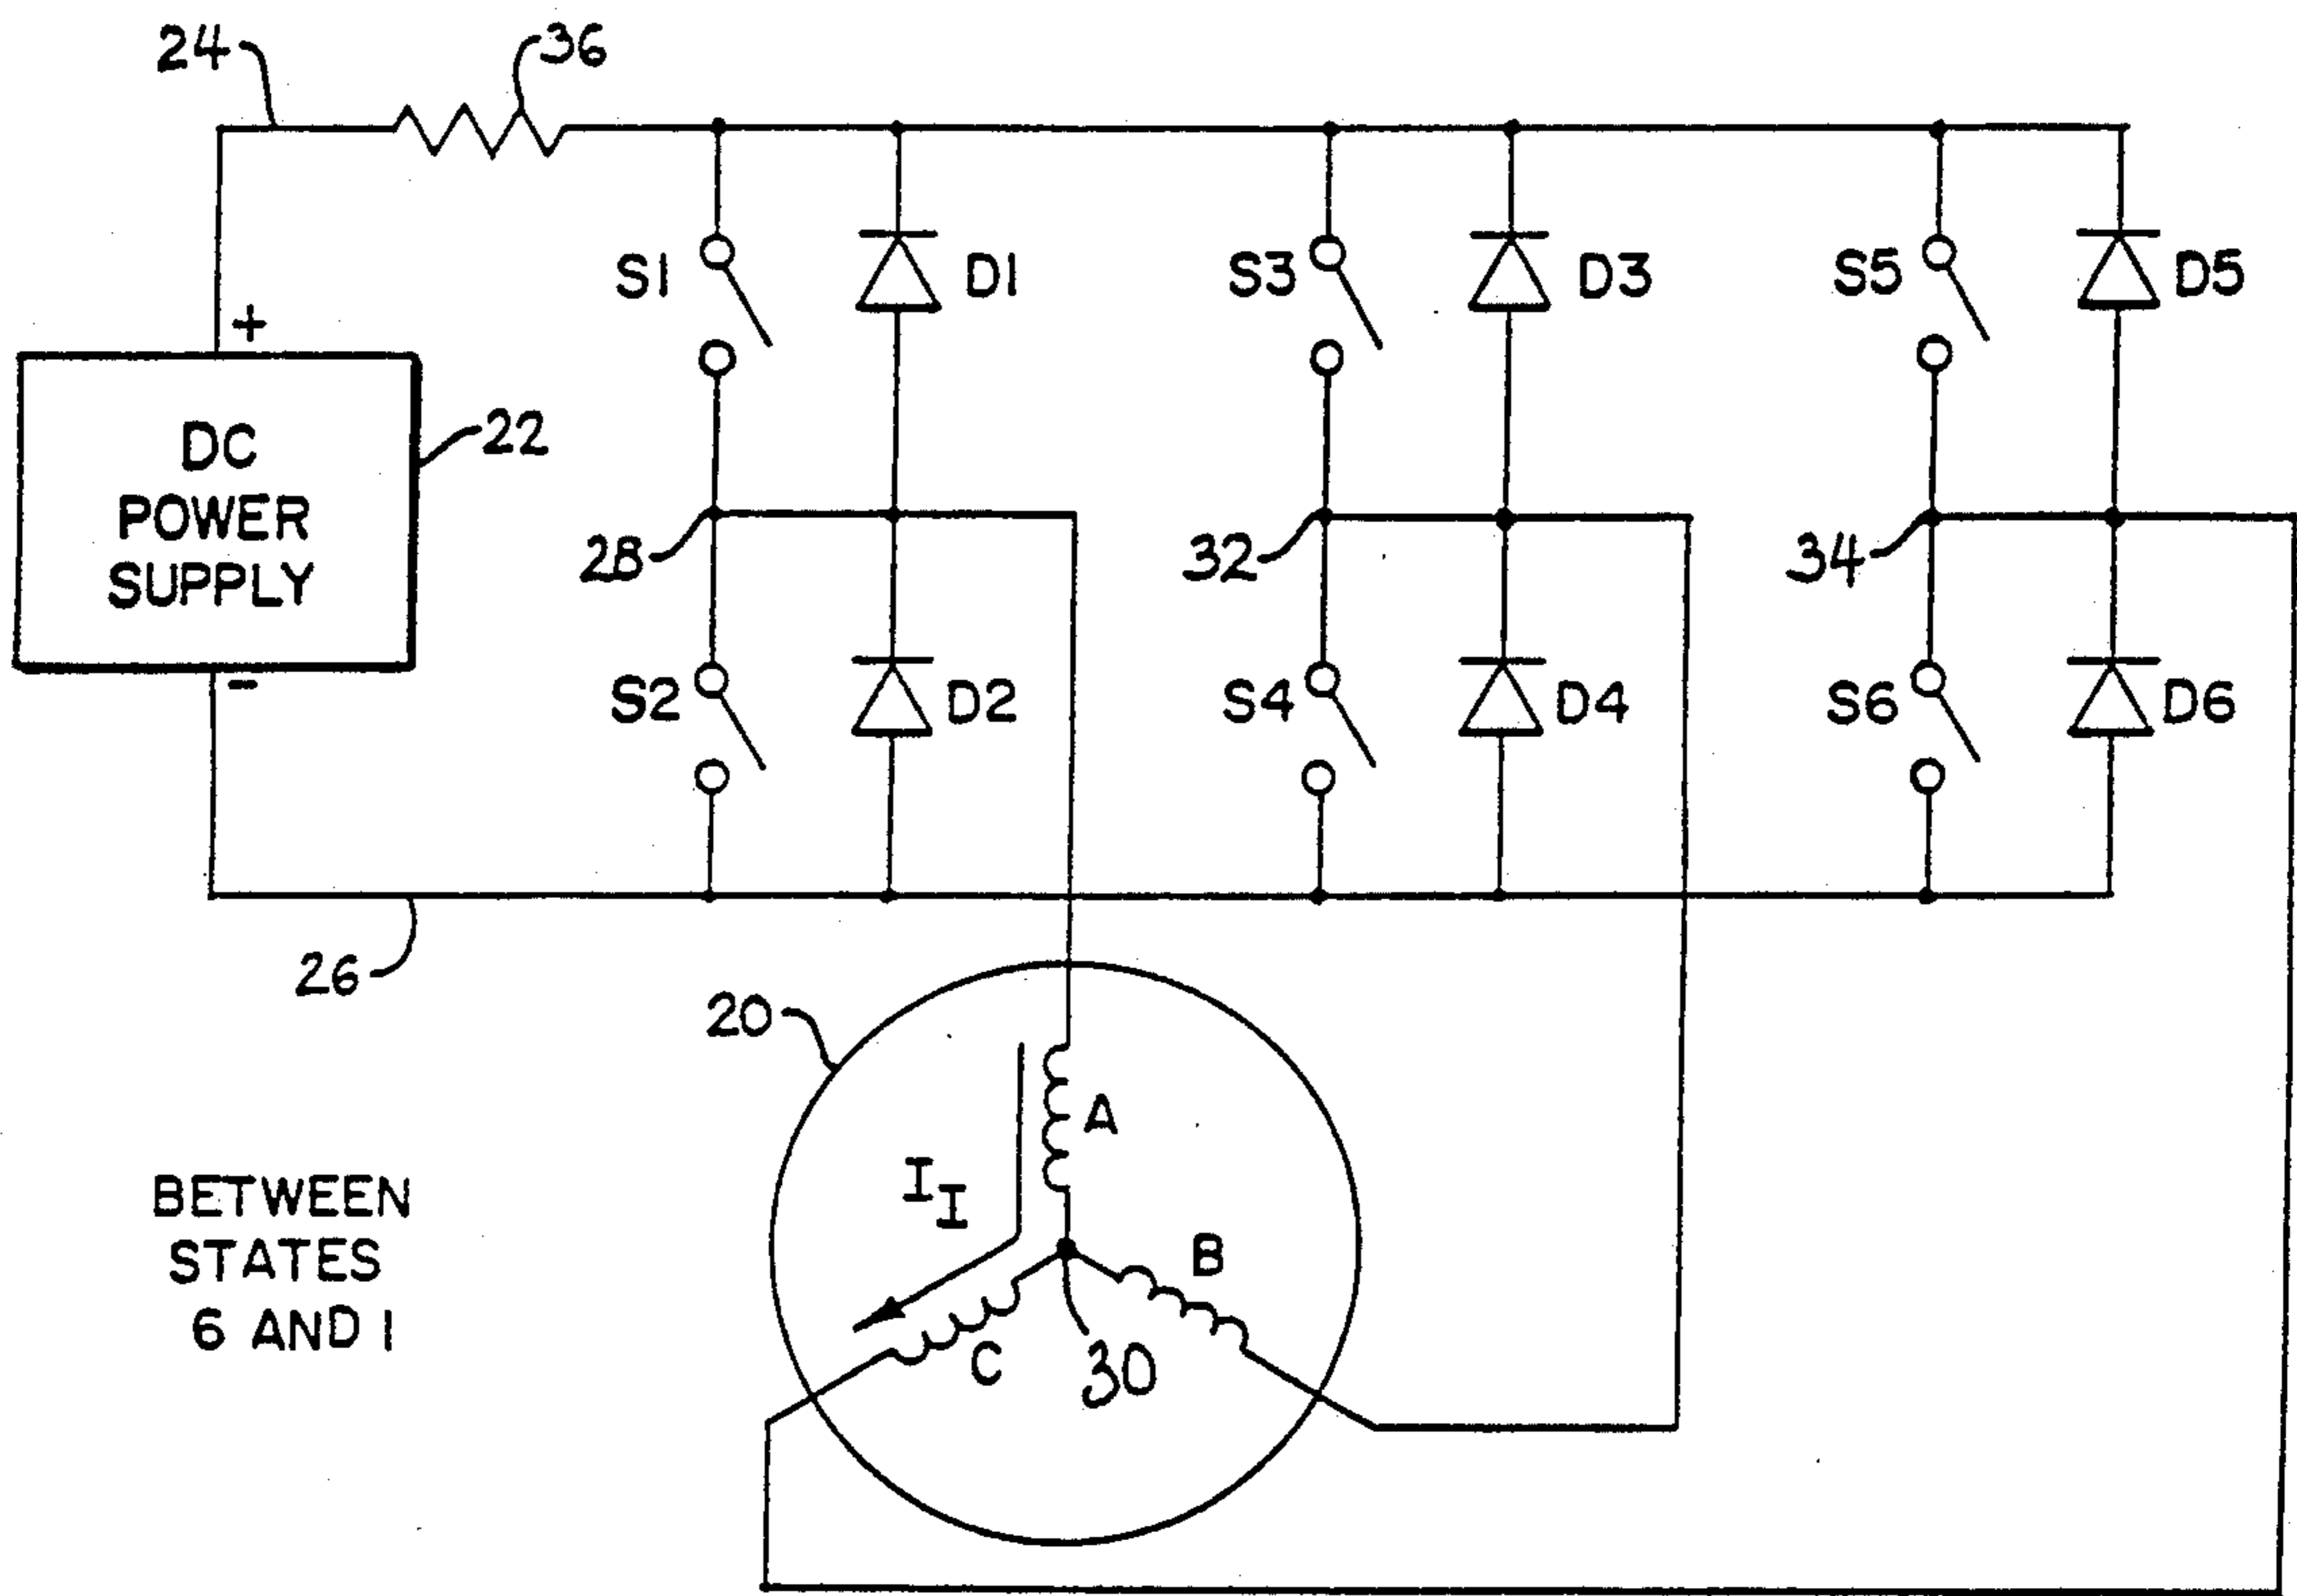 24
36
+
S1
D1
S3
D3
S5
D5
DC
POWER
SUPPLY
22
28
32
34
-
S2
D2
S4
D4
S6
D6
26
20
A
I_I
B
C
30
BETWEEN
STATES
6 AND 1